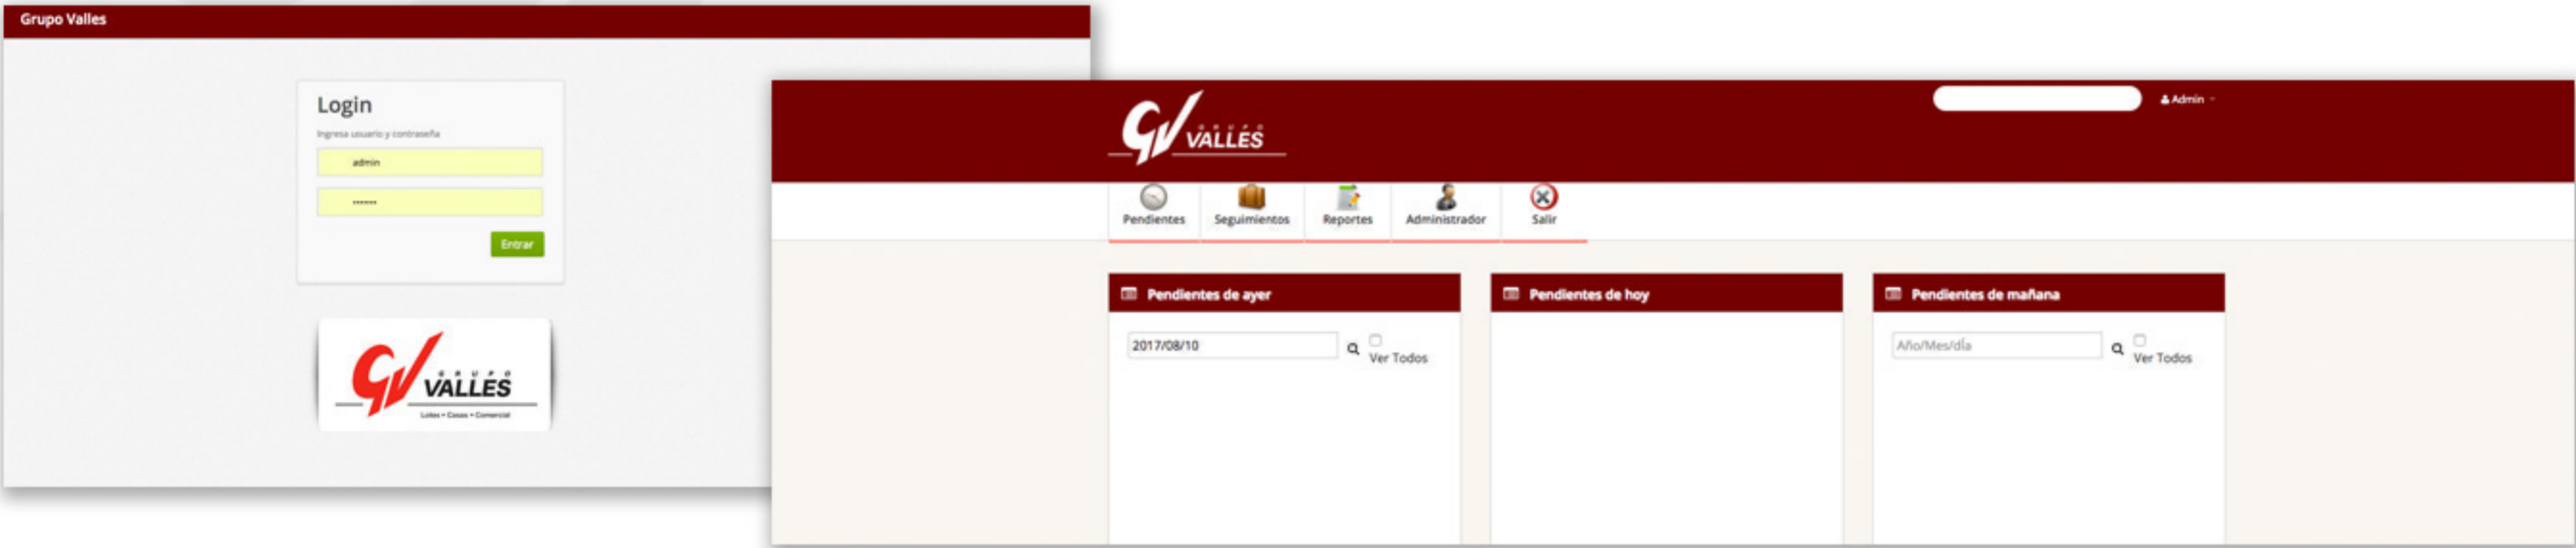 Grupo Valles
Login
Ingresa usuario y contraseña
admin
•••••••
Entrar
GV GRUPO VALLES
Lotes • Casas • Comercial
GV GRUPO VALLES
Admin
Pendientes
Seguimientos
Reportes
Administrador
Salir
Pendientes de ayer
2017/08/10
Ver Todos
Pendientes de hoy
Pendientes de mañana
Año/Mes/día
Ver Todos